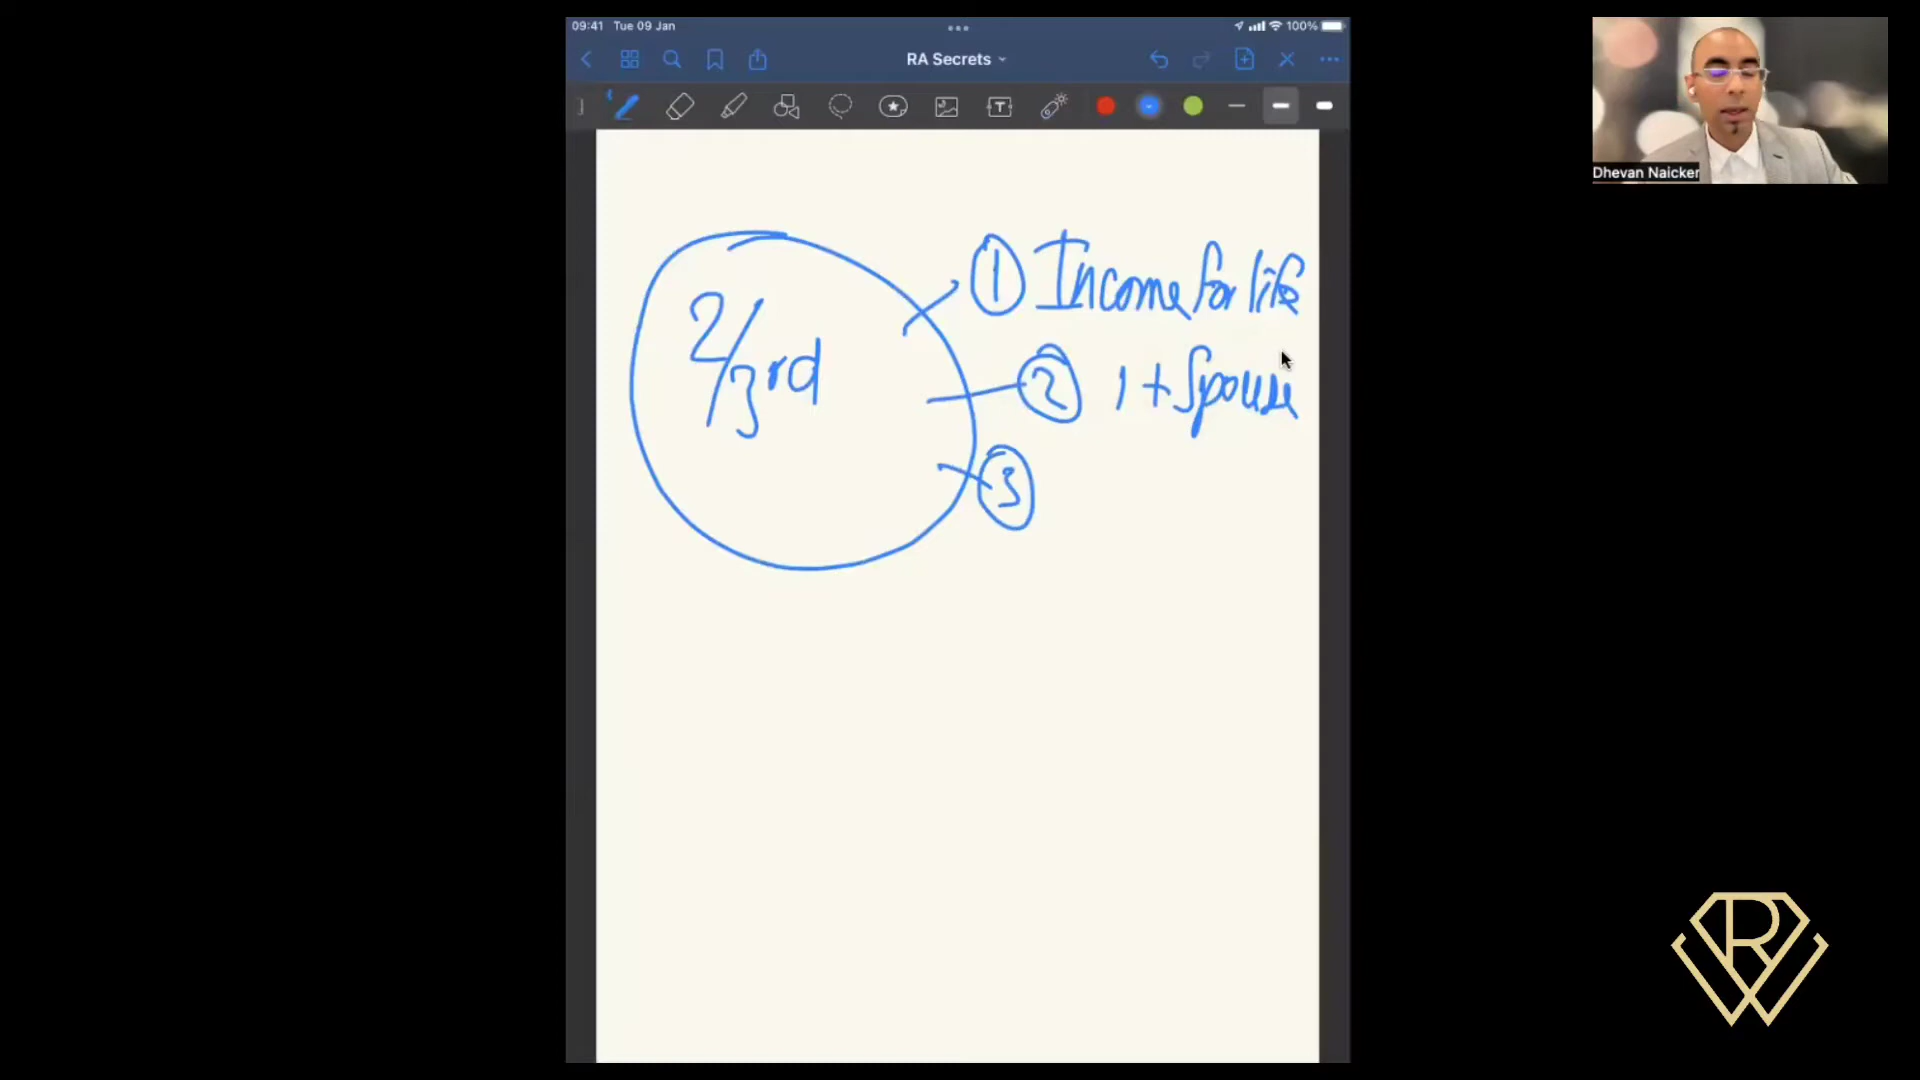 09:41 Tue 09 Jan
100%
RA Secrets
T
Dhevan Naicker
2/3rd
1 Income for life
2 1 + Spouse
3
RW